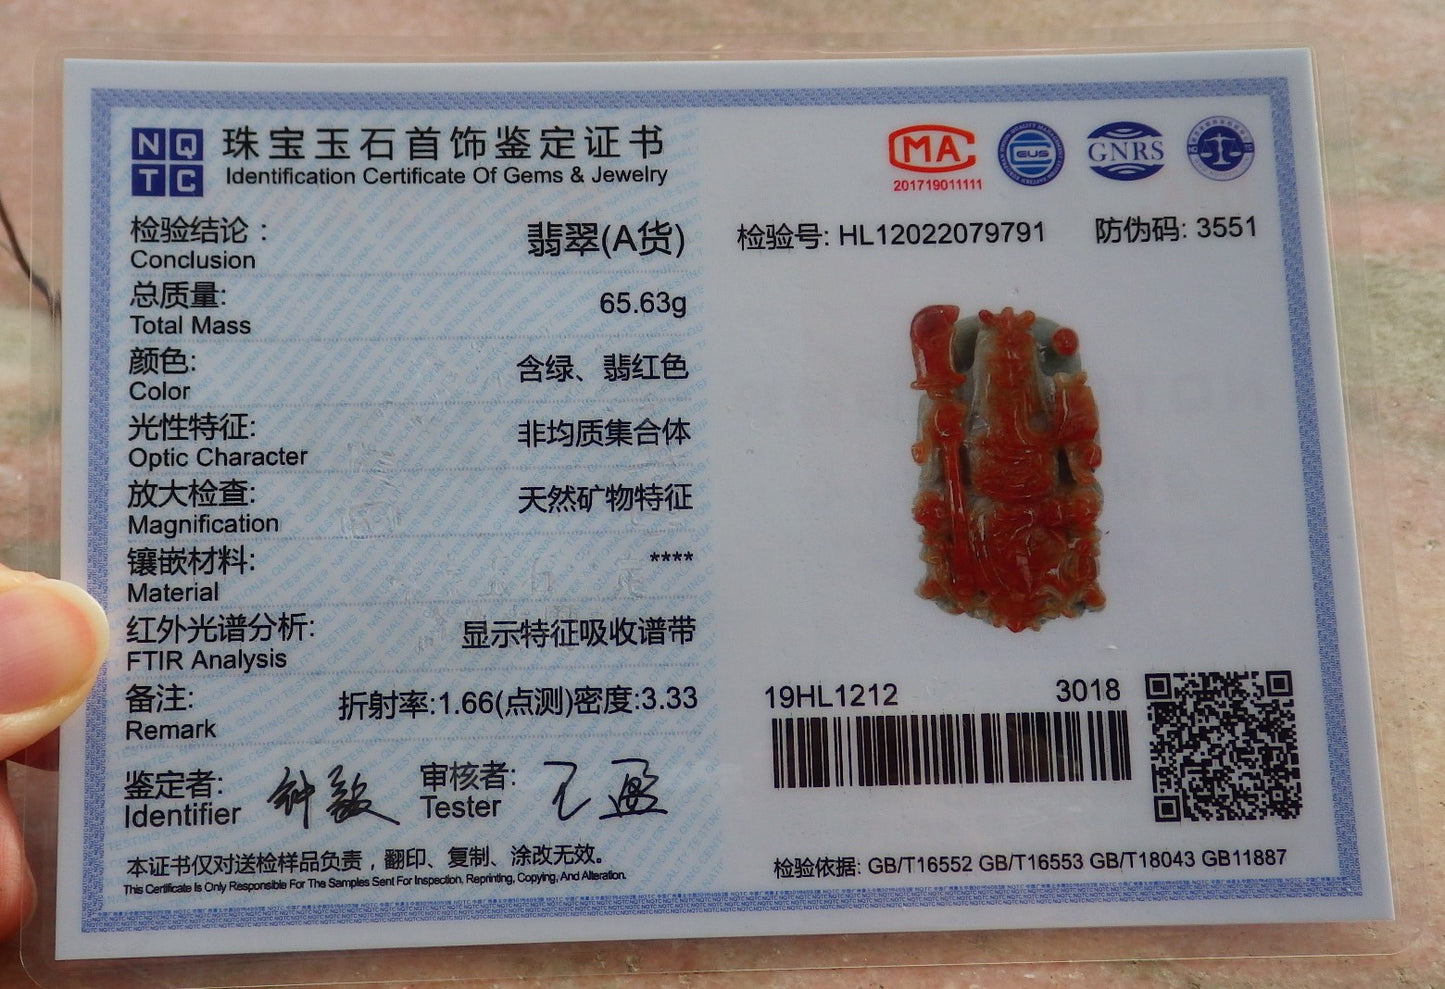 NQTC
珠宝玉石首饰鉴定证书
Identification Certificate Of Gems & Jewelry
MA
201719011111
EUS
GNRS
检验结论：
Conclusion
翡翠(A货)
检验号: HL12022079791
防伪码: 3551
总质量:
Total Mass
65.63g
颜色:
Color
含绿、翡红色
光性特征:
Optic Character
非均质集合体
放大检查:
Magnification
天然矿物特征
镶嵌材料:
Material
****
红外光谱分析:
FTIR Analysis
显示特征吸收谱带
备注:
Remark
折射率:1.66(点测)密度:3.33
19HL1212 3018
鉴定者:
Identifier
审核者:
Tester
本证书仅对送检样品负责，翻印、复制、涂改无效。
This Certificate Is Only Responsible For The Samples Sent For Inspection, Reprinting, Copying, And Alteration.
检验依据: GB/T16552 GB/T16553 GB/T18043 GB11887